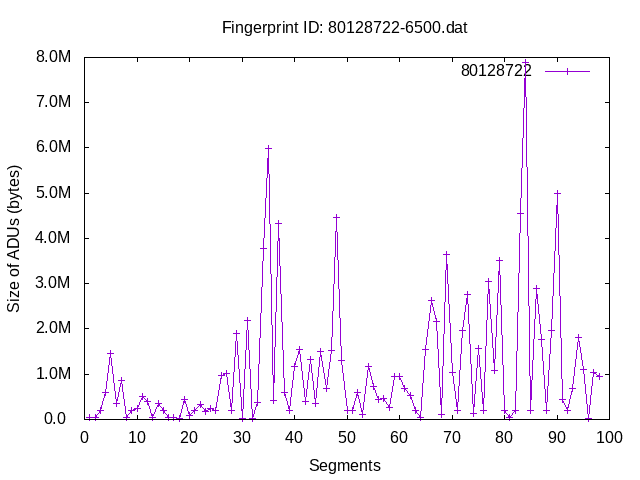 Fingerprint ID: 80128722-6500.dat
80128722
8.0M
7.0M
6.0M
5.0M
4.0M
3.0M
2.0M
1.0M
0.0
Size of ADUs (bytes)
0 10 20 30 40 50 60 70 80 90 100
Segments